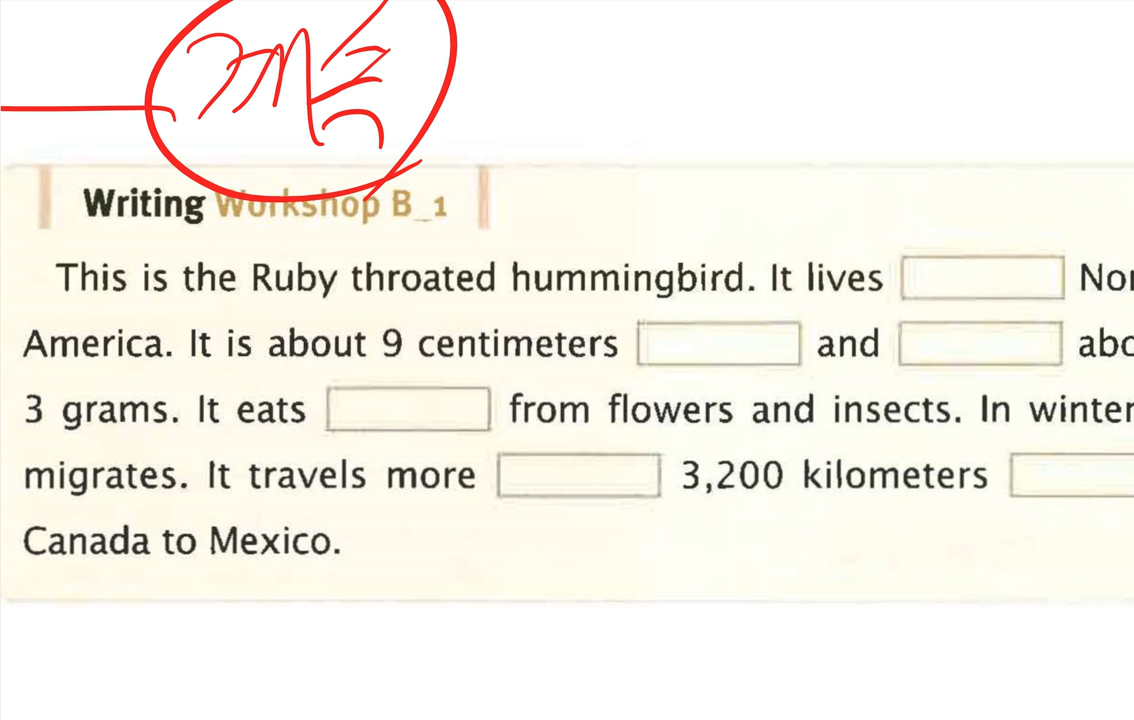 Writing Workshop B_1
This is the Ruby throated hummingbird. It lives Nor
America. It is about 9 centimeters and abo
3 grams. It eats from flowers and insects. In winter
migrates. It travels more 3,200 kilometers
Canada to Mexico.